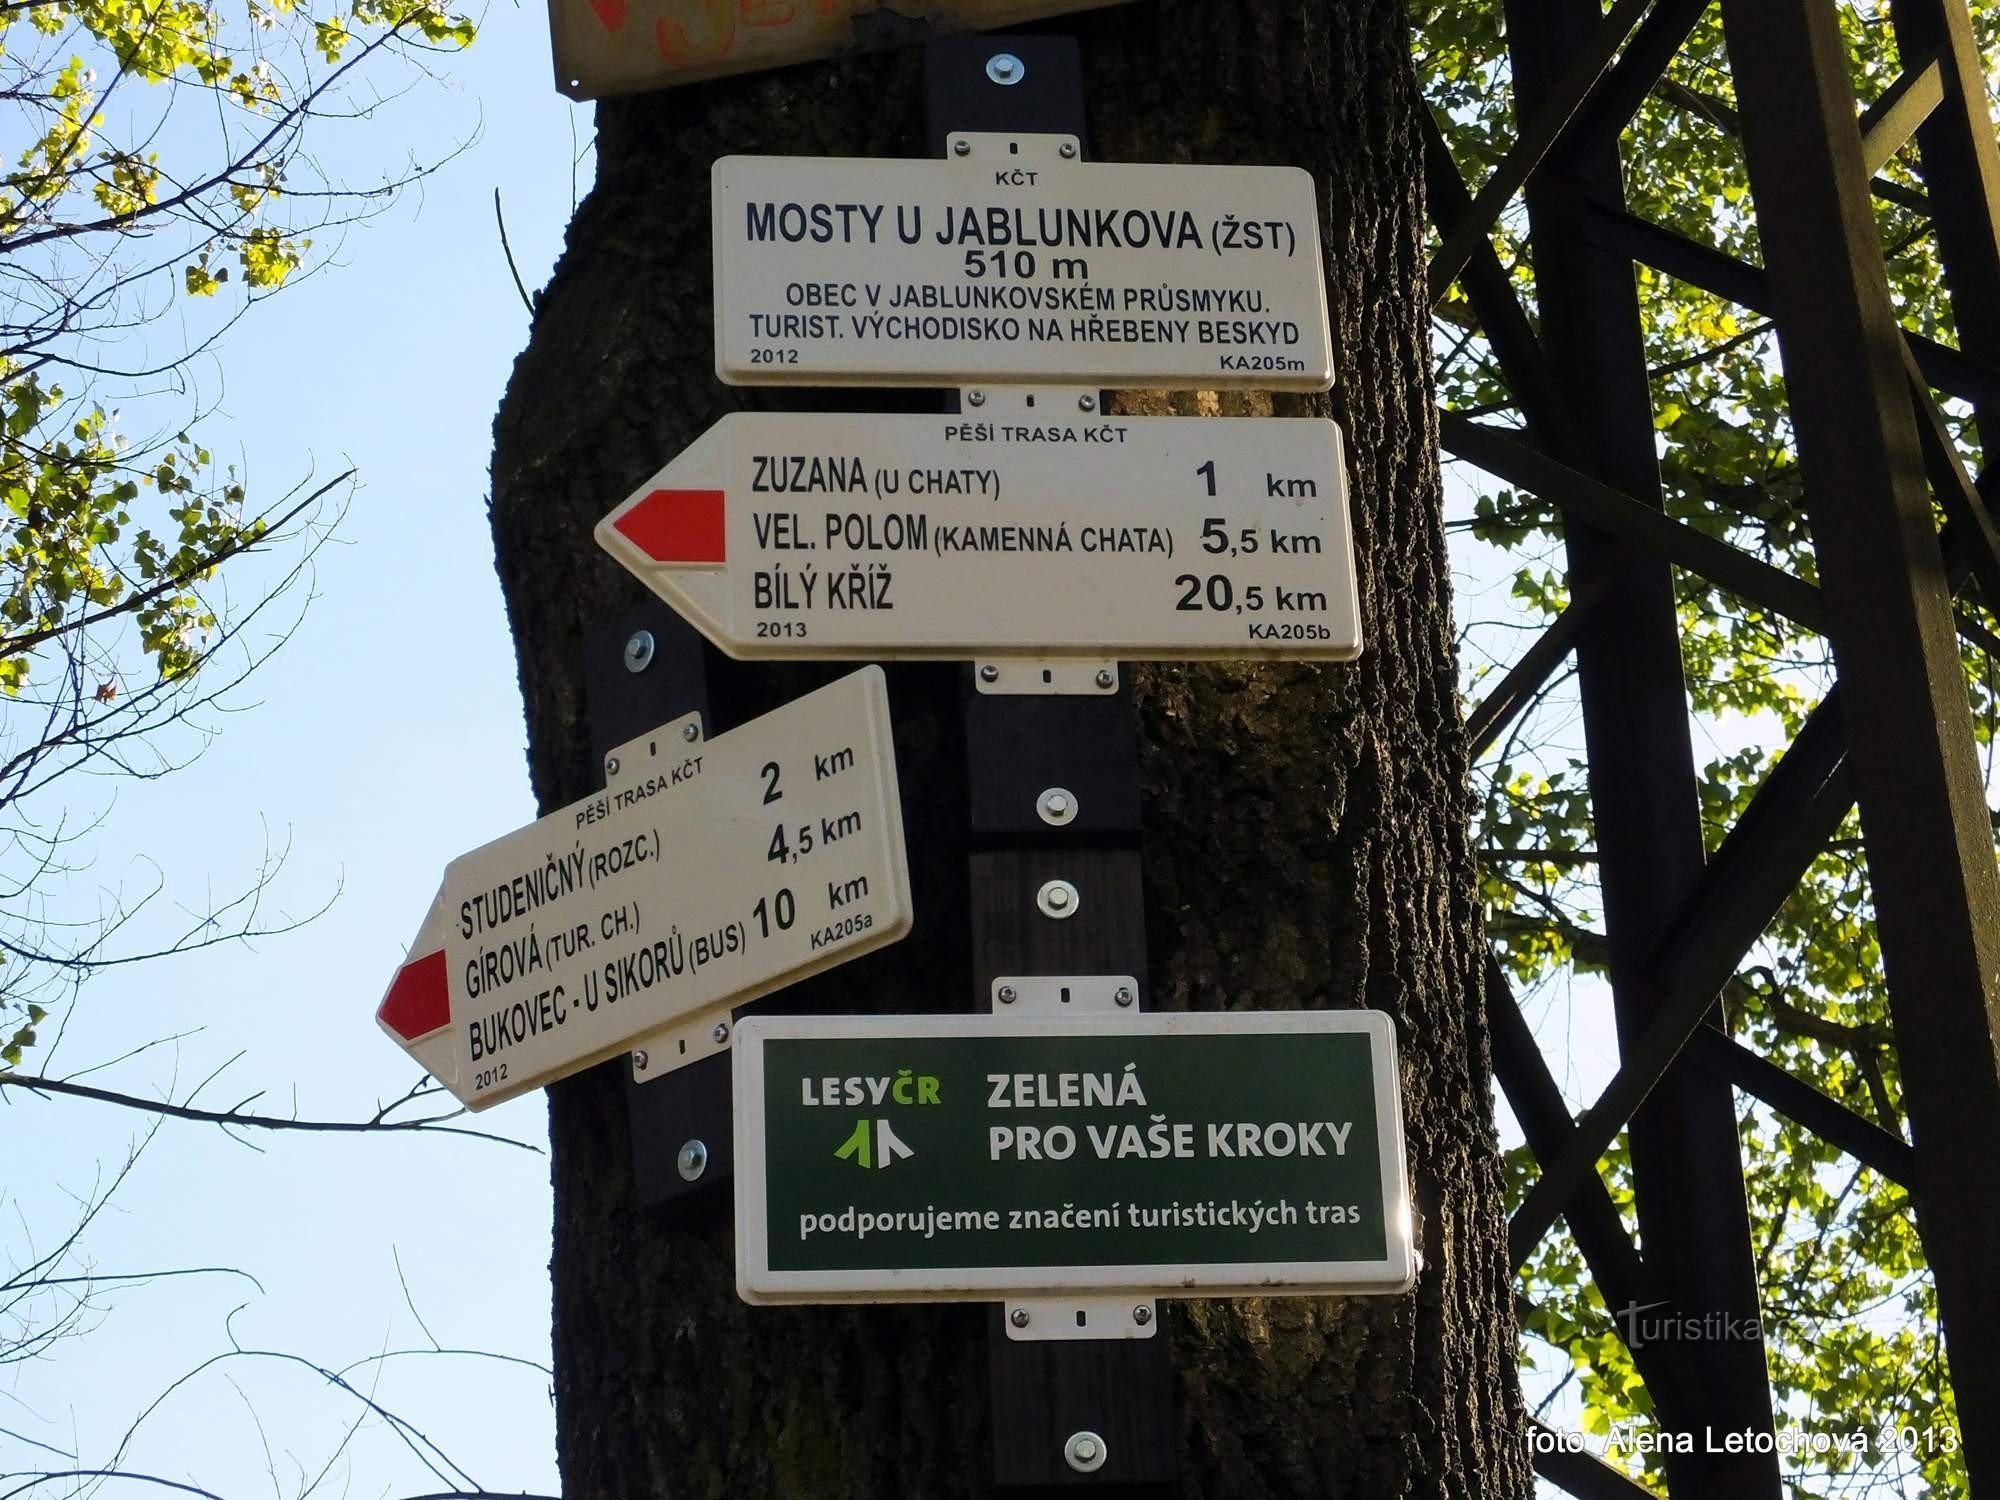 KČT
MOSTY U JABLUNKOVA (ŽST)
510 m
OBEC V JABLUNKOVSKÉM PRŮSMYKU.
TURIST. VÝCHODISKO NA HŘEBENY BESKYD
2012 KA205m
PĚŠÍ TRASA KČT
ZUZANA (U CHATY) 1 km
VEL. POLOM (KAMENNÁ CHATA) 5,5 km
BÍLÝ KŘÍŽ 20,5 km
2013 KA205b
PĚŠÍ TRASA KČT
STUDENIČNÝ (ROZC.) 2 km
GÍROVÁ (TUR. CH.) 4,5 km
BUKOVEC - U SIKORŮ (BUS) 10 km
2012 KA205a
LESY ČR
ZELENÁ
PRO VAŠE KROKY
podporujeme značení turistických tras
Turistika.cz
foto Alena Letochová 2013